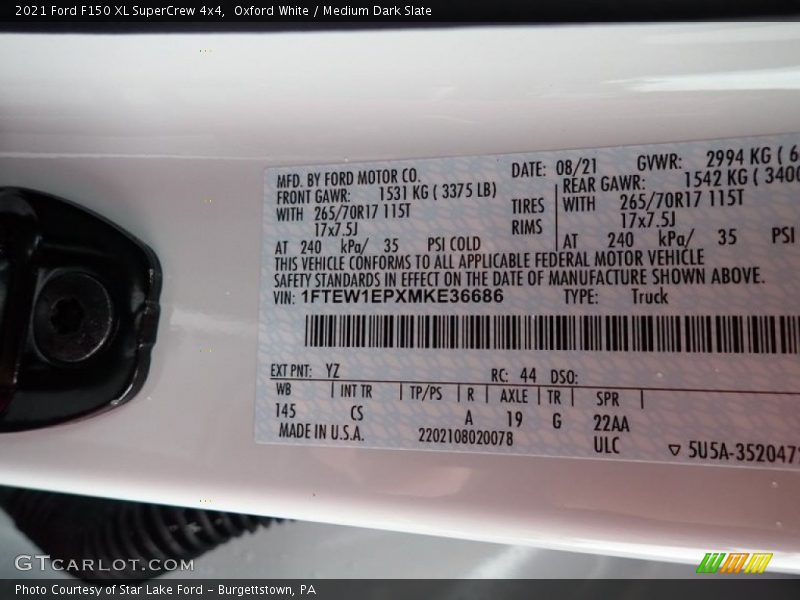 2021 Ford F150 XL SuperCrew 4x4, Oxford White / Medium Dark Slate
MFD. BY FORD MOTOR CO. DATE: 08/21 GVWR: 2994 KG ( 6
FRONT GAWR: 1531 KG ( 3375 LB) REAR GAWR: 1542 KG ( 3400
WITH 265/70R17 115T TIRES WITH 265/70R17 115T
17x7.5J RIMS 17x7.5J
AT 240 kPa/ 35 PSI COLD AT 240 kPa/ 35 PSI
THIS VEHICLE CONFORMS TO ALL APPLICABLE FEDERAL MOTOR VEHICLE
SAFETY STANDARDS IN EFFECT ON THE DATE OF MANUFACTURE SHOWN ABOVE.
VIN: 1FTEW1EPXMKE36686 TYPE: Truck
EXT PNT: YZ RC: 44 DSO:
WB INT TR TP/PS R AXLE TR SPR
145 CS A 19 G 22AA
MADE IN U.S.A. 2202108020078 ULC ▽ 5U5A-3520472
GTCARLOT.COM
Photo Courtesy of Star Lake Ford - Burgettstown, PA